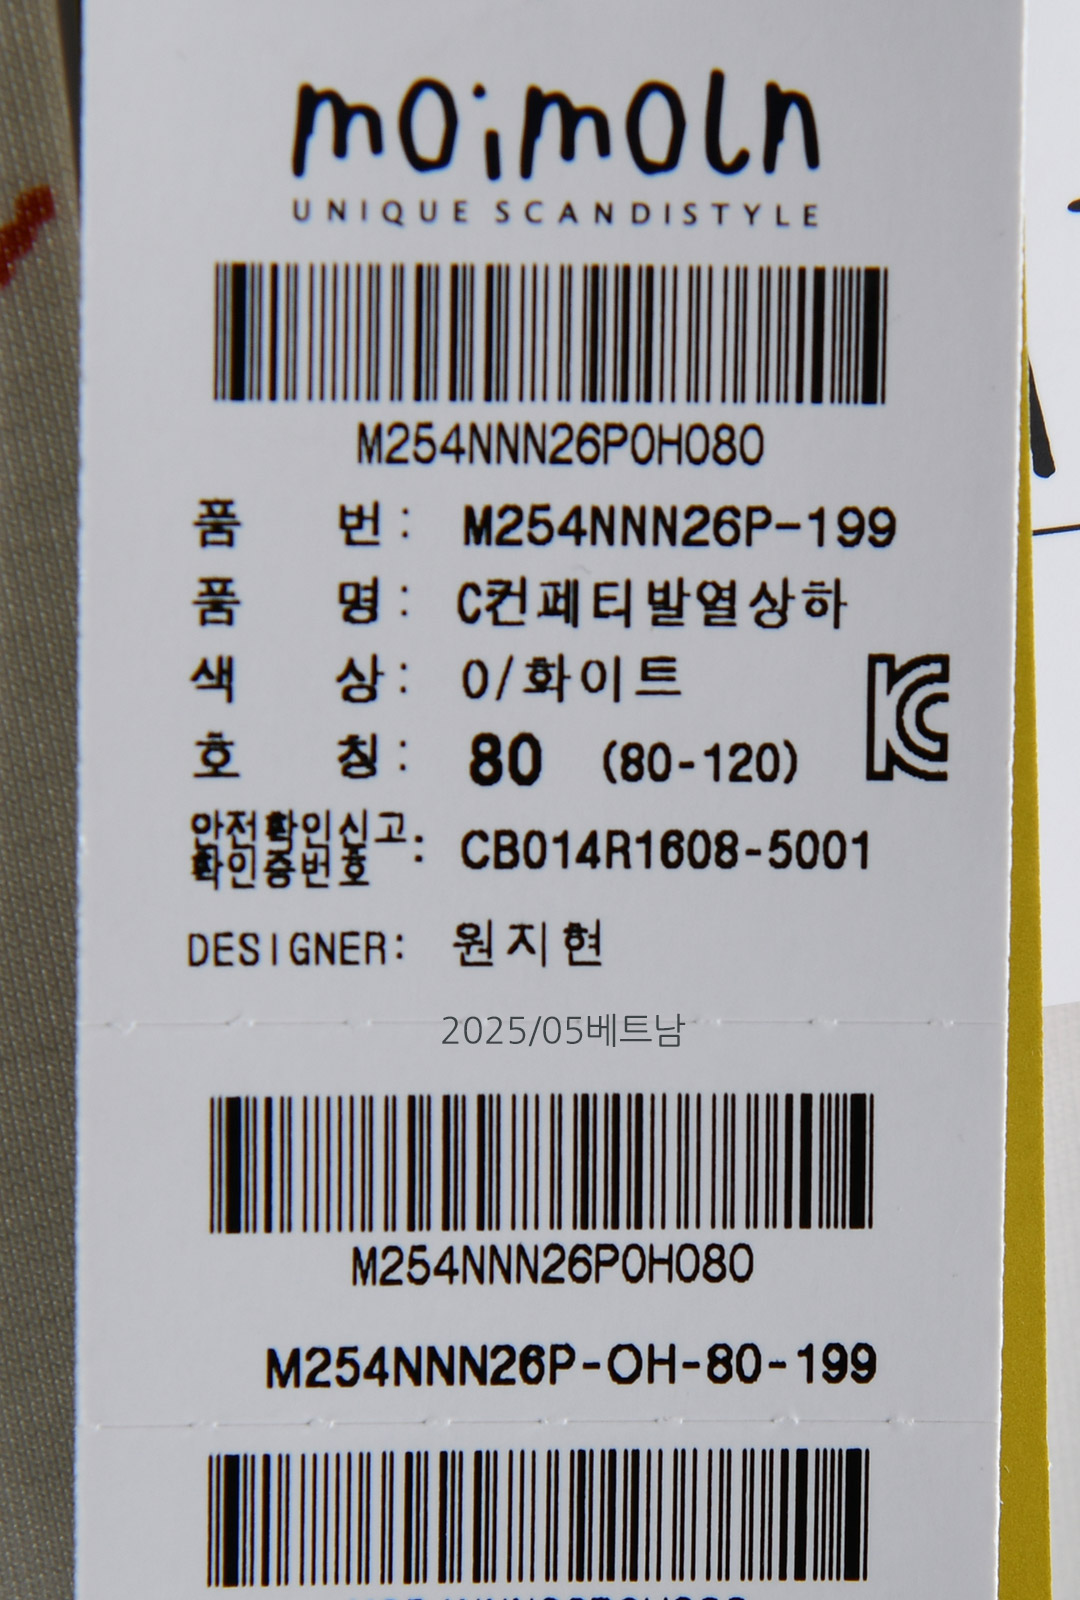 moimoln
UNIQUE SCANDISTYLE
M254NNN26P0H080
품 번 : M254NNN26P-199
품 명 : C컨페티발열상하
색 상 : 0/화이트
호 칭 : 80 (80-120)
안전확인신고
확인증번호 : CB014R1608-5001
DESIGNER: 원지현
2025/05베트남
M254NNN26P0H080
M254NNN26P-OH-80-199